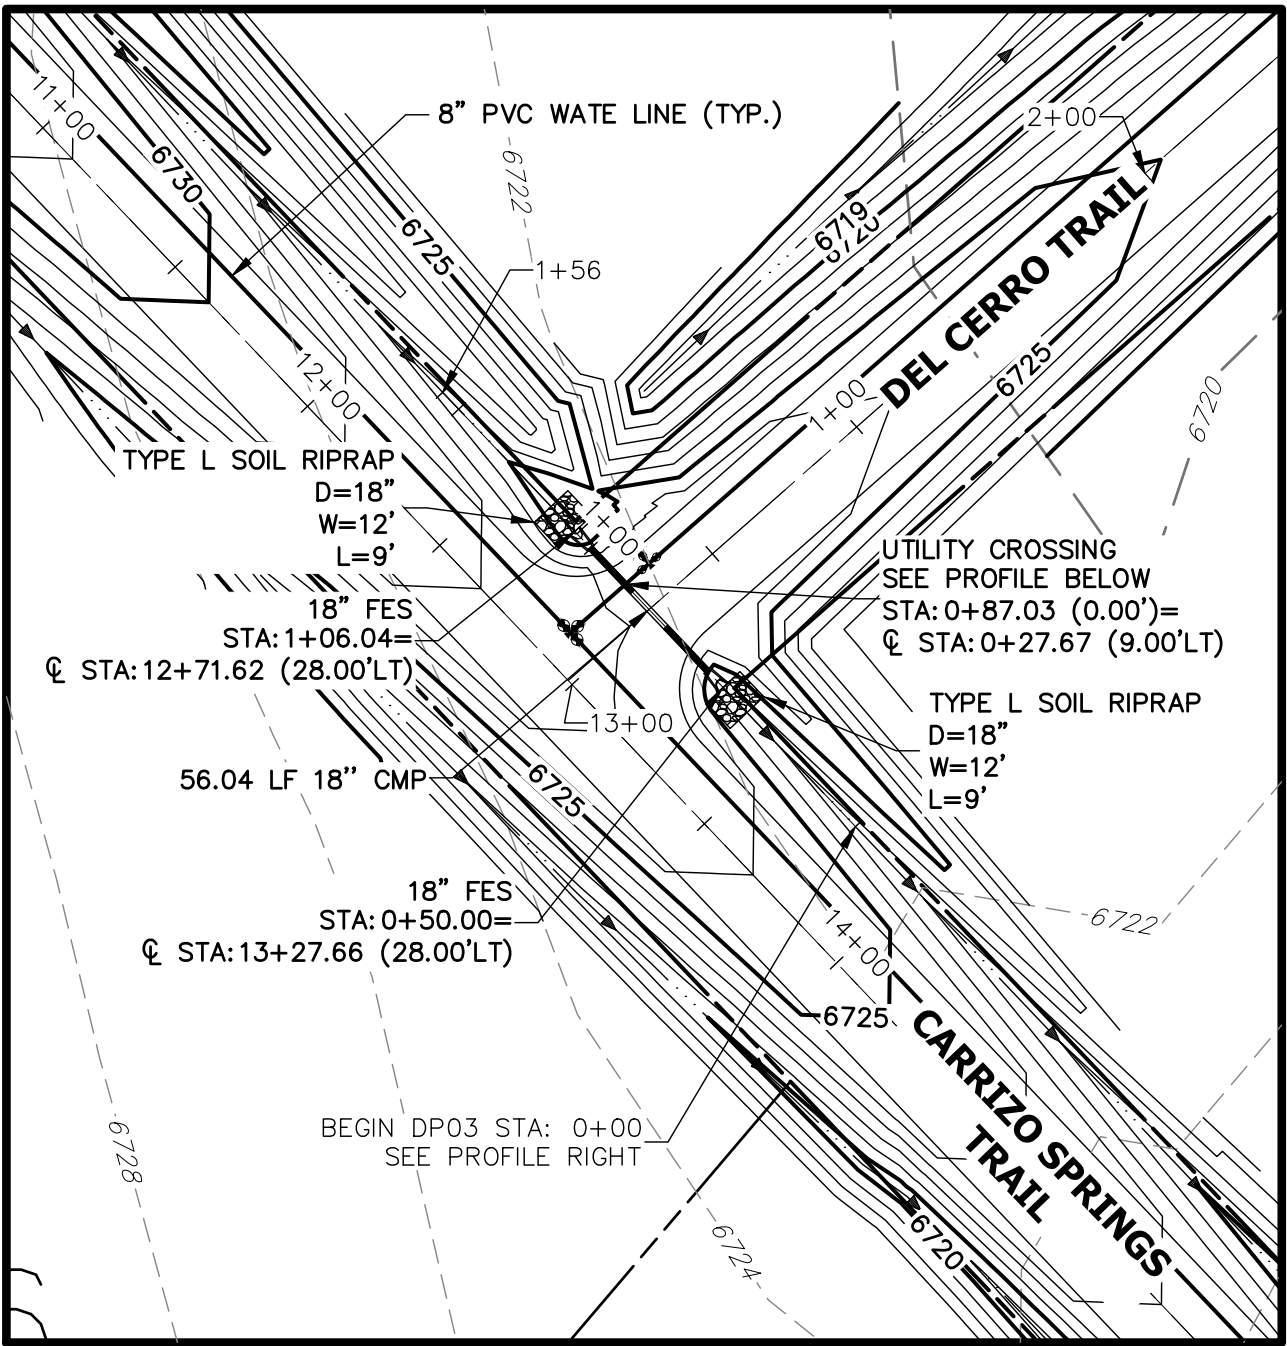 11+00
8" PVC WATE LINE (TYP.)
2+00
6730
6722
6725
6719
6720
1+56
DEL CERRO TRAIL
12+00
6725
1+00
6720
TYPE L SOIL RIPRAP
D=18"
W=12'
L=9'
1+00
UTILITY CROSSING
SEE PROFILE BELOW
STA: 0+87.03 (0.00')=
℄ STA: 0+27.67 (9.00'LT)
18" FES
STA: 1+06.04=
℄ STA: 12+71.62 (28.00'LT)
TYPE L SOIL RIPRAP
D=18"
W=12'
L=9'
13+00
56.04 LF 18'' CMP
6725
18" FES
STA: 0+50.00=
℄ STA: 13+27.66 (28.00'LT)
14+00
6722
6725
CARRIZO SPRINGS
TRAIL
BEGIN DP03 STA: 0+00
SEE PROFILE RIGHT
6728
6724
6720